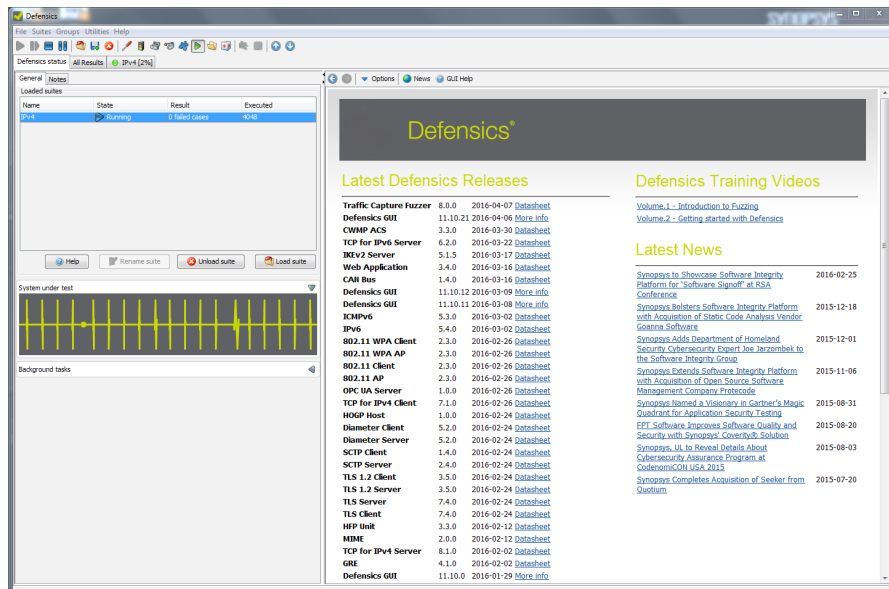 Defensics
SYNOPSYS
File Suites Groups Utilities Help
Defensics status All Results IPv4 [2%]
General Notes
Loaded suites
Name State Result Executed
IPv4 Running 0 failed cases 4048
Help Rename suite Unload suite Load suite
System under test
Background tasks
Options News GUI Help
Defensics®
Latest Defensics Releases
Traffic Capture Fuzzer 8.0.0 2016-04-07 Datasheet
Defensics GUI 11.10.21 2016-04-06 More info
CWMP ACS 3.3.0 2016-03-30 Datasheet
TCP for IPv6 Server 6.2.0 2016-03-22 Datasheet
IKEv2 Server 5.1.5 2016-03-17 Datasheet
Web Application 3.4.0 2016-03-16 Datasheet
CAN Bus 1.4.0 2016-03-16 Datasheet
Defensics GUI 11.10.12 2016-03-09 More info
Defensics GUI 11.10.11 2016-03-08 More info
ICMPv6 5.3.0 2016-03-02 Datasheet
IPv6 5.4.0 2016-03-02 Datasheet
802.11 WPA Client 2.3.0 2016-02-26 Datasheet
802.11 WPA AP 2.3.0 2016-02-26 Datasheet
802.11 Client 2.3.0 2016-02-26 Datasheet
802.11 AP 2.3.0 2016-02-26 Datasheet
OPC UA Server 1.0.0 2016-02-26 Datasheet
TCP for IPv4 Client 7.1.0 2016-02-26 Datasheet
HOGP Host 1.0.0 2016-02-24 Datasheet
Diameter Client 5.2.0 2016-02-24 Datasheet
Diameter Server 5.2.0 2016-02-24 Datasheet
SCTP Client 1.4.0 2016-02-24 Datasheet
SCTP Server 2.4.0 2016-02-24 Datasheet
TLS 1.2 Client 3.5.0 2016-02-24 Datasheet
TLS 1.2 Server 3.5.0 2016-02-24 Datasheet
TLS Server 7.4.0 2016-02-24 Datasheet
TLS Client 7.4.0 2016-02-24 Datasheet
HFP Unit 3.3.0 2016-02-12 Datasheet
MIME 2.0.0 2016-02-12 Datasheet
TCP for IPv4 Server 8.1.0 2016-02-02 Datasheet
GRE 4.1.0 2016-02-02 Datasheet
Defensics GUI 11.10.0 2016-01-29 More info
Defensics Training Videos
Volume.1 - Introduction to Fuzzing
Volume.2 - Getting started with Defensics
Latest News
Synopsys to Showcase Software Integrity 2016-02-25
Platform for 'Software Signoff' at RSA
Conference
Synopsys Bolsters Software Integrity Platform 2015-12-18
with Acquisition of Static Code Analysis Vendor
Goanna Software
Synopsys Adds Department of Homeland 2015-12-01
Security Cybersecurity Expert Joe Jarzombek to
the Software Integrity Group
Synopsys Extends Software Integrity Platform 2015-11-06
with Acquisition of Open Source Software
Management Company Protecode
Synopsys Named a Visionary in Gartner's Magic 2015-08-31
Quadrant for Application Security Testing
FPT Software Improves Software Quality and 2015-08-20
Security with Synopsys' Coverity® Solution
Synopsys, UL to Reveal Details About 2015-08-03
Cybersecurity Assurance Program at
CodenomiCON USA 2015
Synopsys Completes Acquisition of Seeker from 2015-07-20
Quotium